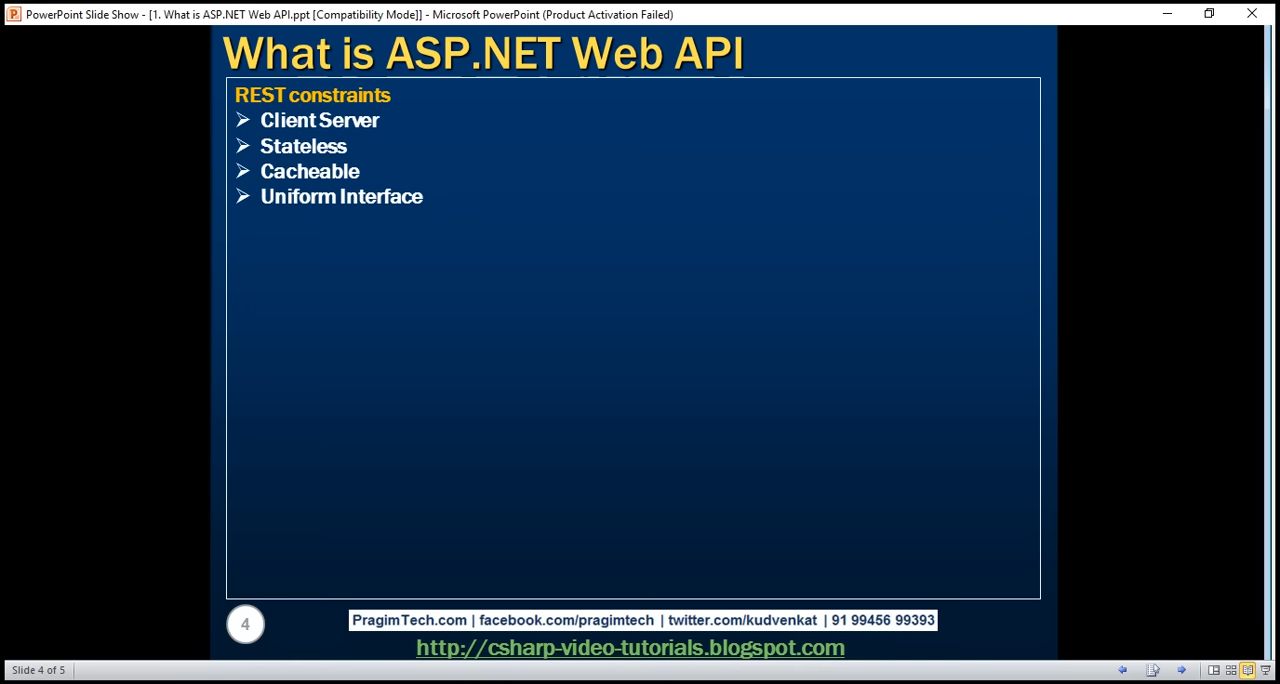 PowerPoint Slide Show - [1. What is ASP.NET Web API.ppt [Compatibility Mode]] - Microsoft PowerPoint (Product Activation Failed)
What is ASP.NET Web API
REST constraints
Client Server
Stateless
Cacheable
Uniform Interface
4
PragimTech.com | facebook.com/pragimtech | twitter.com/kudvenkat | 91 99456 99393
http://csharp-video-tutorials.blogspot.com
Slide 4 of 5